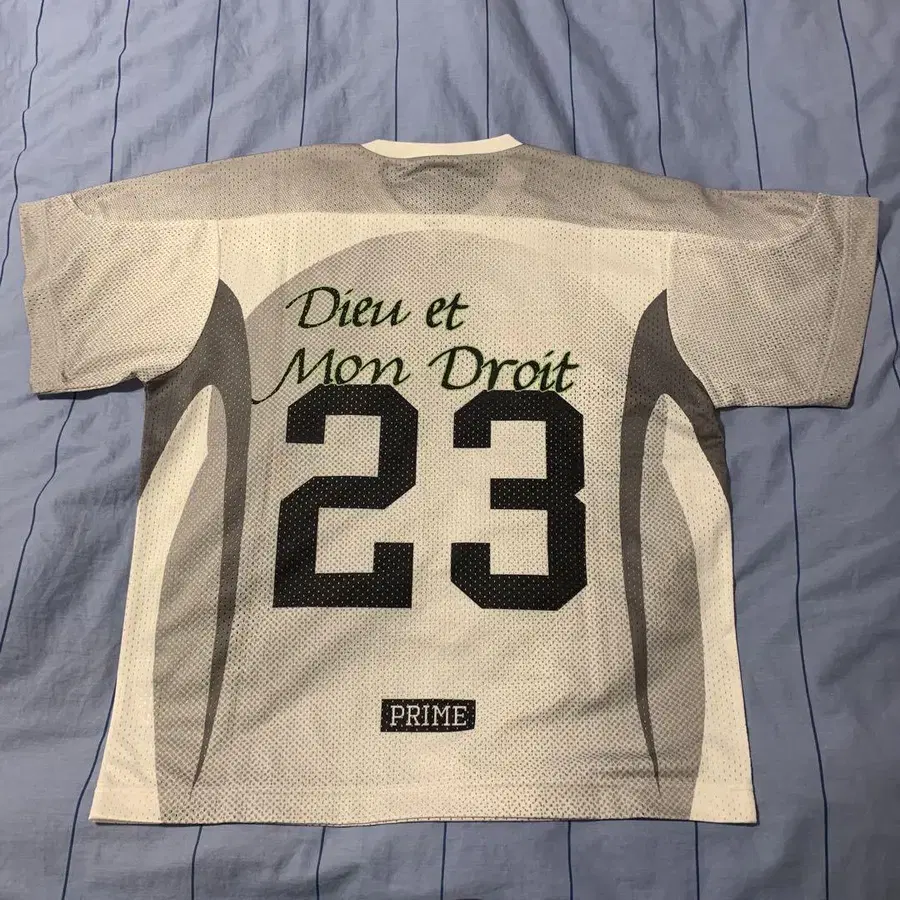 Dieu et
Mon Droit
23
PRIME